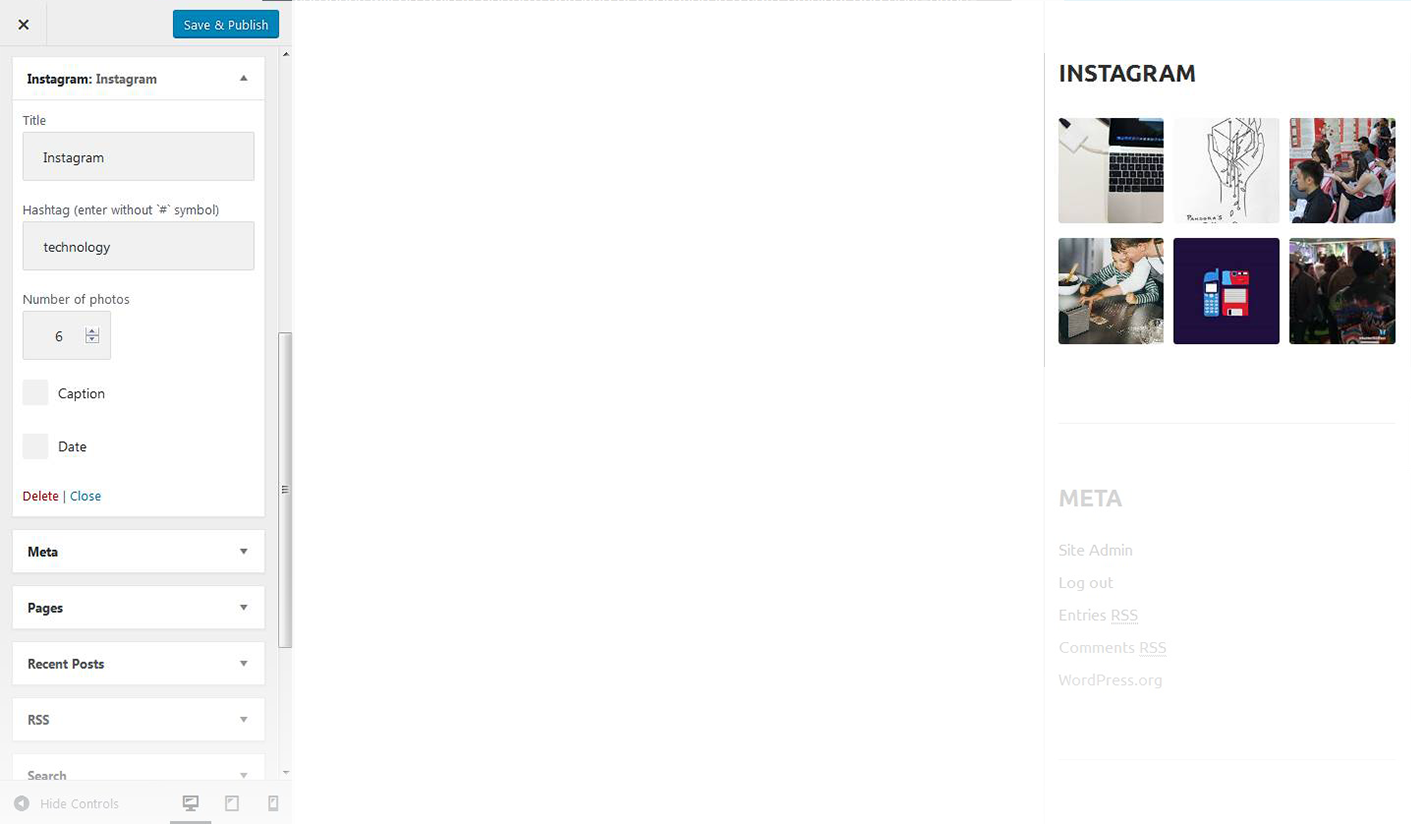 Save & Publish
Instagram: Instagram
Title
Instagram
Hashtag (enter without `#` symbol)
technology
Number of photos
6
Caption
Date
Delete | Close
Meta
Pages
Recent Posts
RSS
Search
Hide Controls
INSTAGRAM
PANDORA'S
META
Site Admin
Log out
Entries RSS
Comments RSS
WordPress.org